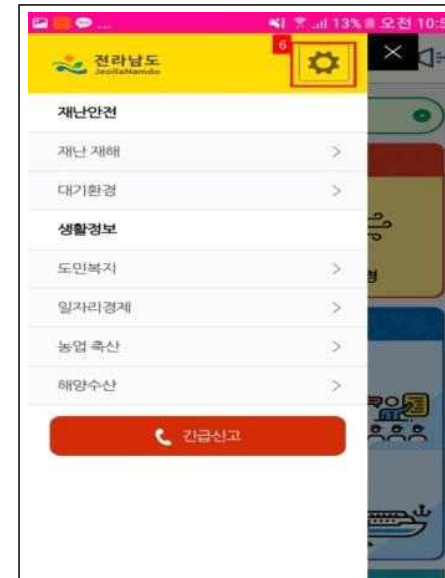 ... 13% 오전 10:5
6
전라남도
JeollaNamdo
재난안전
재난 재해
대기환경
생활정보
도민복지
일자리경제
농업 축산
해양수산
긴급신고